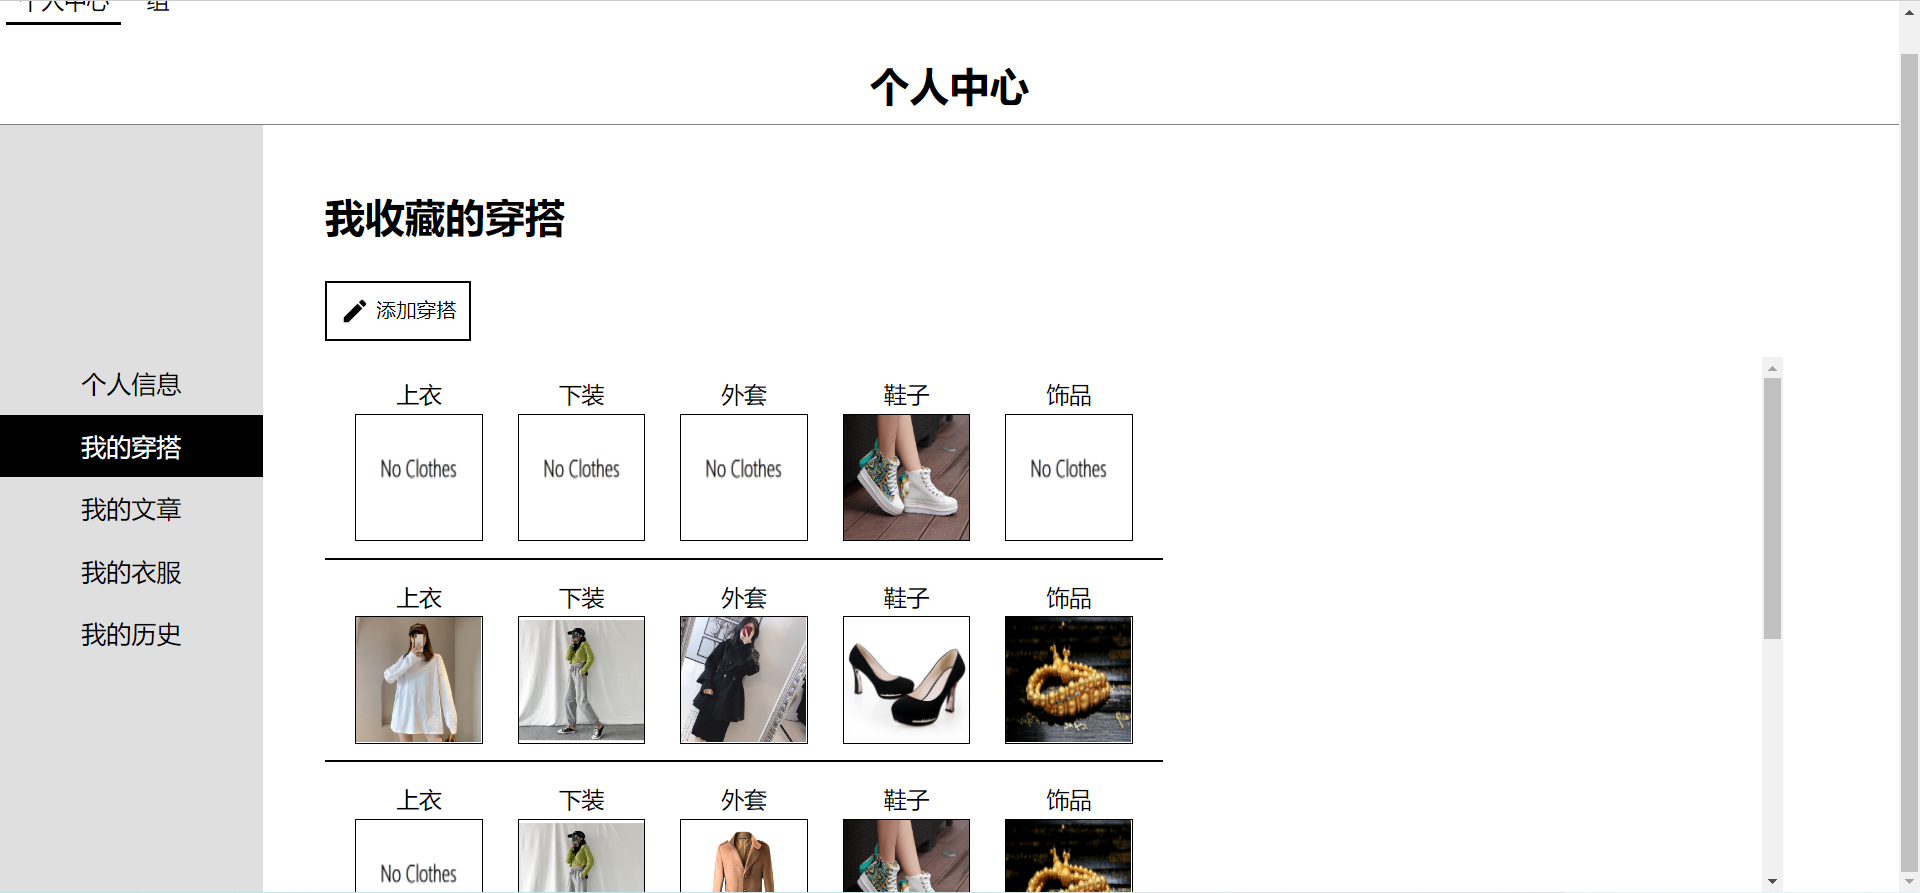 个人中心 组
个人中心
我收藏的穿搭
添加穿搭
个人信息
我的穿搭
我的文章
我的衣服
我的历史
上衣 下装 外套 鞋子 饰品
No Clothes No Clothes No Clothes No Clothes
上衣 下装 外套 鞋子 饰品
上衣 下装 外套 鞋子 饰品
No Clothes